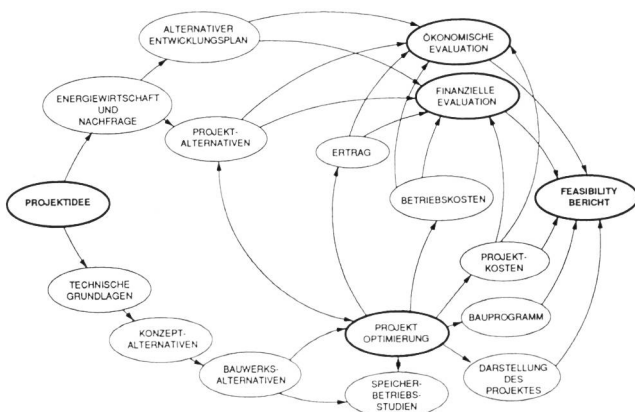 ALTERNATIVER
ENTWICKLUNGSPLAN
ÖKONOMISCHE
EVALUATION
ENERGIEWIRTSCHAFT
UND
NACHFRAGE
FINANZIELLE
EVALUATION
PROJEKT-
ALTERNATIVEN
ERTRAG
PROJEKTIDEE
BETRIEBSKOSTEN
FEASIBILITY
BERICHT
TECHNISCHE
GRUNDLAGEN
PROJEKT-
KOSTEN
KONZEPT-
ALTERNATIVEN
PROJEKT
OPTIMIERUNG
BAUPROGRAMM
BAUWERKS-
ALTERNATIVEN
SPEICHER-
BETRIEBS-
STUDIEN
DARSTELLUNG
DES
PROJEKTES